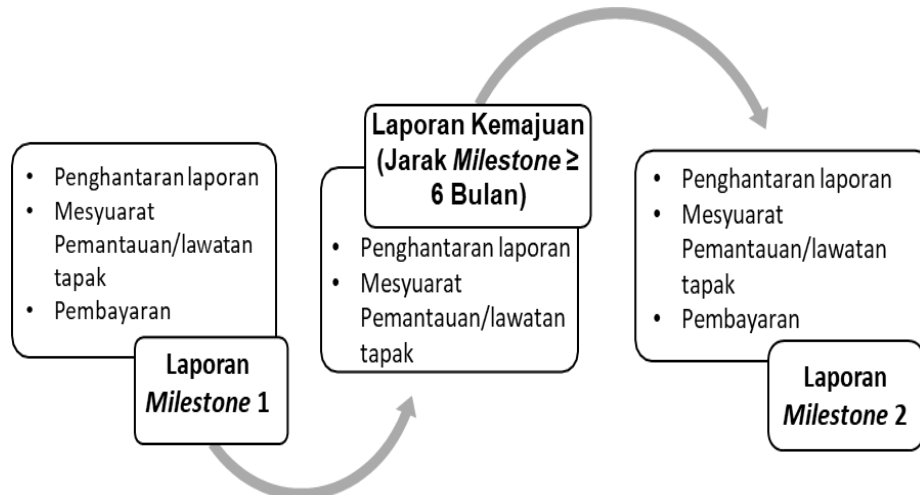 • Penghantaran laporan
• Mesyuarat
Pemantauan/lawatan
tapak
• Pembayaran
Laporan
Milestone 1
Laporan Kemajuan
(Jarak Milestone ≥
6 Bulan)
• Penghantaran laporan
• Mesyuarat
Pemantauan/lawatan
tapak
• Penghantaran laporan
• Mesyuarat
Pemantauan/lawatan
tapak
• Pembayaran
Laporan
Milestone 2